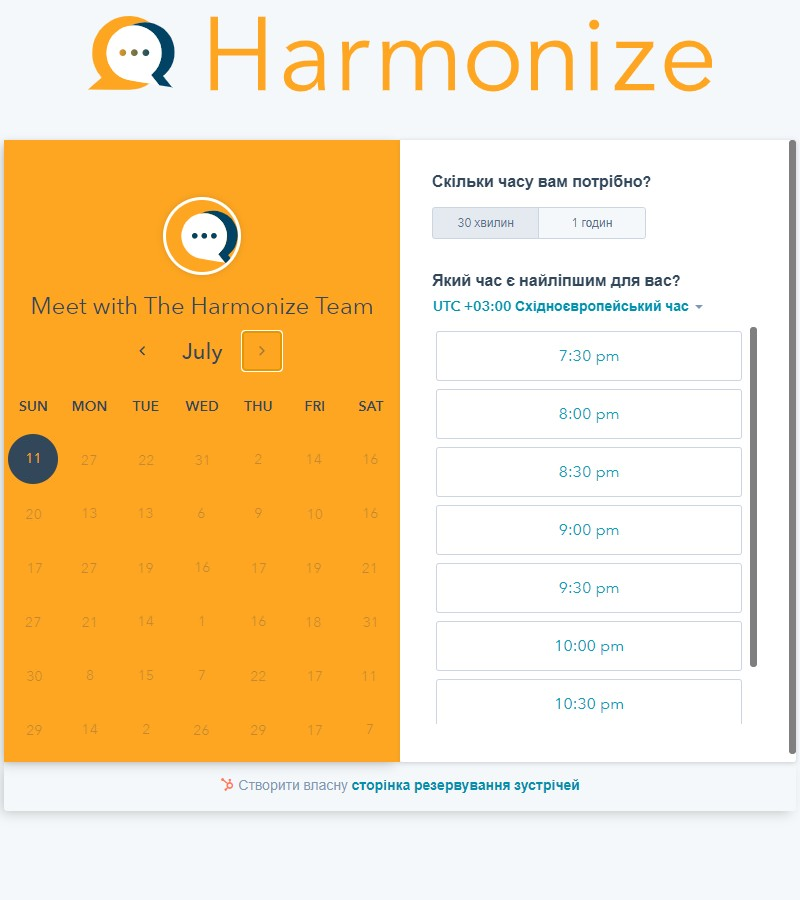 Harmonize
Meet with The Harmonize Team
July
SUN MON TUE WED THU FRI SAT
11 27 22 31 2 14 16
20 13 13 6 9 10 16
17 27 19 16 17 19 21
27 21 14 1 16 18 31
30 8 15 7 22 17 11
29 14 2 26 29 17 7
Скільки часу вам потрібно?
30 хвилин 1 годин
Який час є найліпшим для вас?
UTC +03:00 Східноєвропейський час
7:30 pm
8:00 pm
8:30 pm
9:00 pm
9:30 pm
10:00 pm
10:30 pm
Створити власну сторінка резервування зустрічей